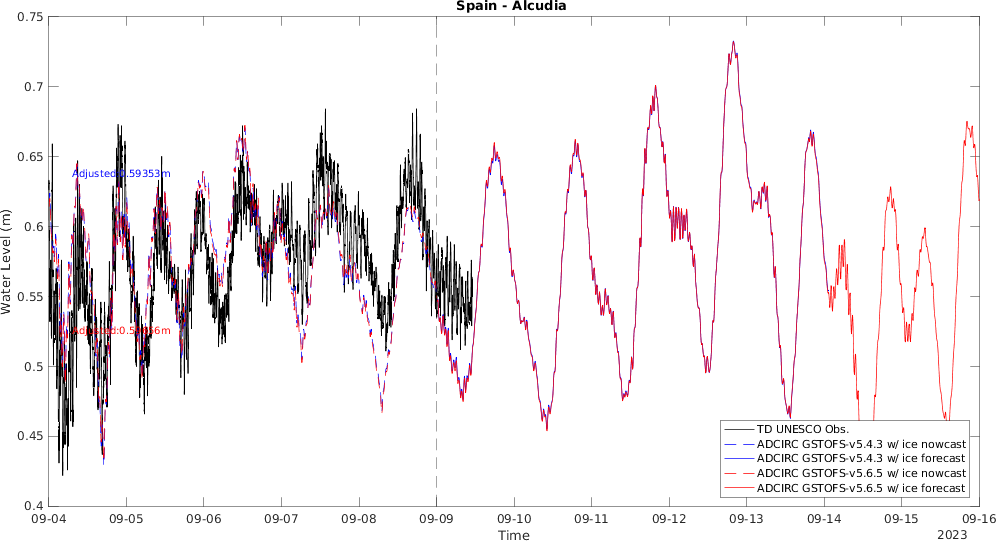 Spain - Alcudia
0.75
0.7
0.65
0.6
0.55
0.5
0.45
0.4
Water Level (m)
Adjusted:0.59353m
TD UNESCO Obs.
ADCIRC GSTOFS-v5.4.3 w/ ice nowcast
ADCIRC GSTOFS-v5.4.3 w/ ice forecast
ADCIRC GSTOFS-v5.6.5 w/ ice nowcast
ADCIRC GSTOFS-v5.6.5 w/ ice forecast
09-04 09-05 09-06 09-07 09-08 09-09 09-10 09-11 09-12 09-13 09-14 09-15 09-16
Time
2023